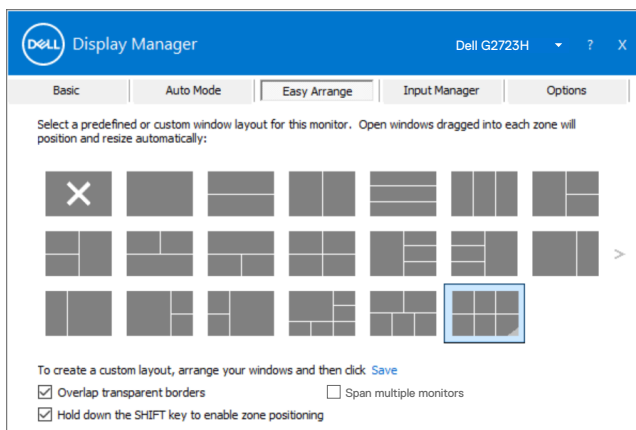 DELL Display Manager Dell G2723H ? X
Basic Auto Mode Easy Arrange Input Manager Options
Select a predefined or custom window layout for this monitor. Open windows dragged into each zone will
position and resize automatically:
>
To create a custom layout, arrange your windows and then click Save
Overlap transparent borders Span multiple monitors
Hold down the SHIFT key to enable zone positioning